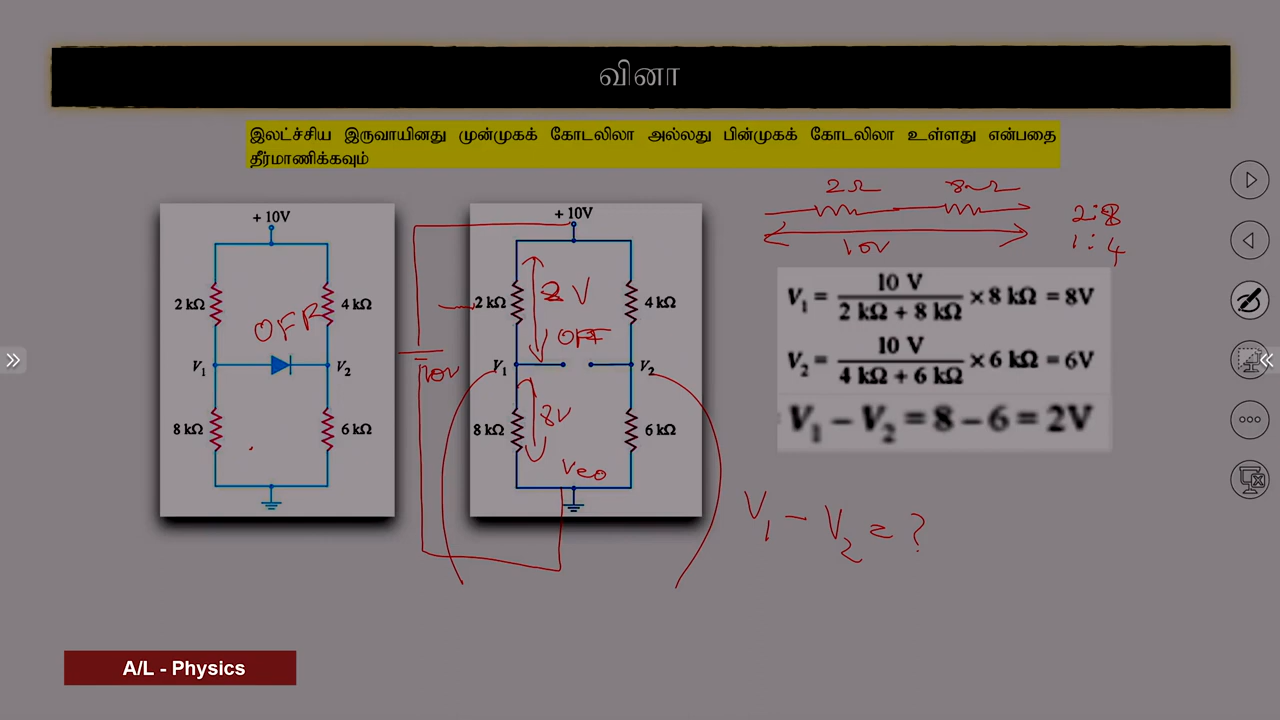 வினா
இலட்ச்சிய இருவாயினது முன்முகக் கோடலிலா அல்லது பின்முகக் கோடலிலா உள்ளது என்பதை
தீர்மாணிக்கவும்
+ 10V
2 kΩ
4 kΩ
OFF
V₁
V₂
8 kΩ
6 kΩ
+ 10V
2 kΩ
2 V
4 kΩ
OFF
V₁
V₂
10V
8 kΩ
8V
6 kΩ
V=0
2Ω 8Ω
10V
2:8
1:4
V₁ = 10 V / (2 kΩ + 8 kΩ) × 8 kΩ = 8V
V₂ = 10 V / (4 kΩ + 6 kΩ) × 6 kΩ = 6V
V₁ – V₂ = 8 – 6 = 2V
V₁ – V₂ = ?
A/L - Physics